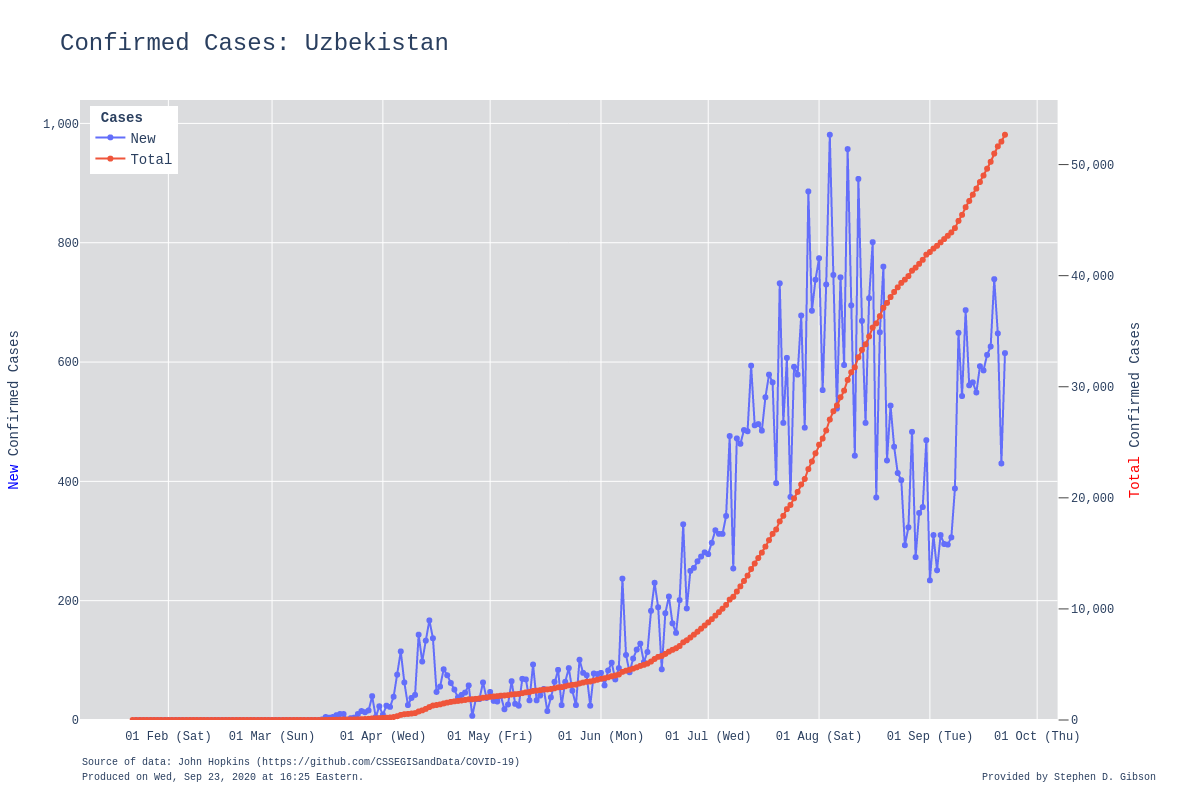 Confirmed Cases: Uzbekistan
Cases
New
Total
1,000
800
600
400
200
0
50,000
40,000
30,000
20,000
10,000
0
New Confirmed Cases
Total Confirmed Cases
01 Feb (Sat)
01 Mar (Sun)
01 Apr (Wed)
01 May (Fri)
01 Jun (Mon)
01 Jul (Wed)
01 Aug (Sat)
01 Sep (Tue)
01 Oct (Thu)
Source of data: John Hopkins (https://github.com/CSSEGISandData/COVID-19)
Produced on Wed, Sep 23, 2020 at 16:25 Eastern.
Provided by Stephen D. Gibson